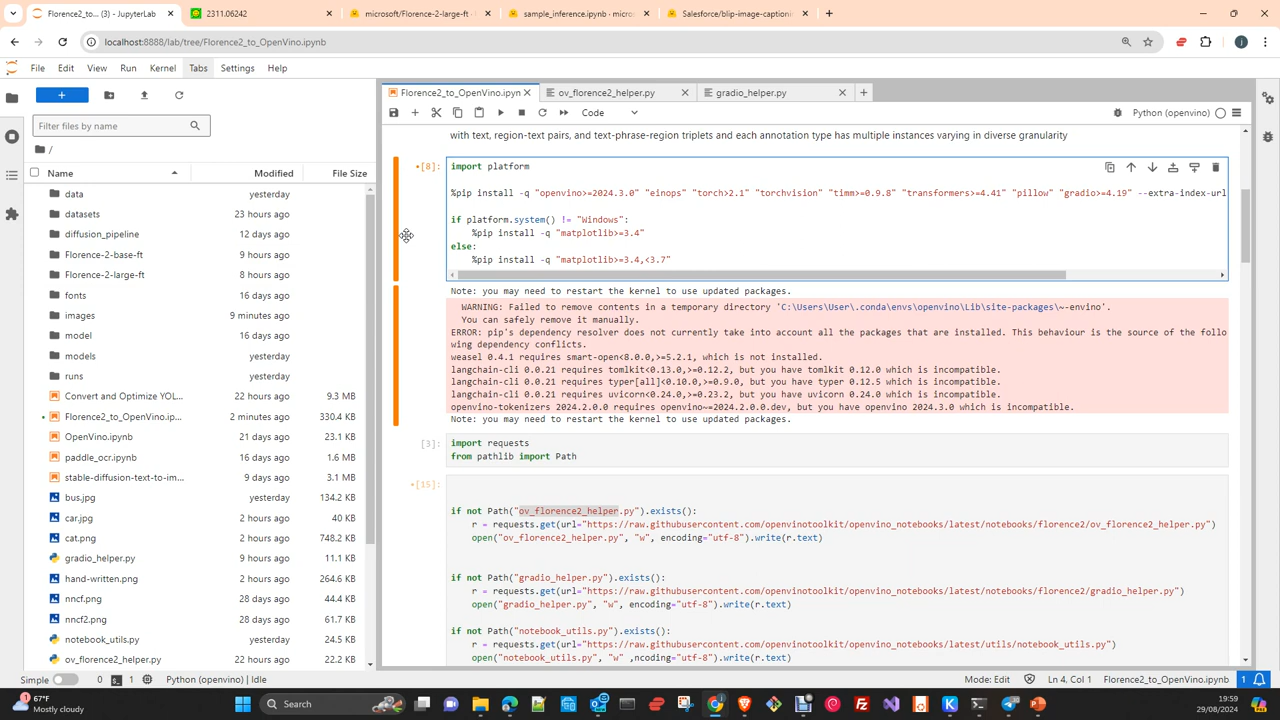 Florence2_to... (3) - JupyterLab
2311.06242
microsoft/Florence-2-large-ft -
sample_inference.ipynb · micros
Salesforce/blip-image-captionin
localhost:8888/lab/tree/Florence2_to_OpenVino.ipynb
i
File Edit View Run Kernel Tabs Settings Help
Florence2_to_OpenVino.ipyn
ov_florence2_helper.py
gradio_helper.py
Code
Python (openvino)
Filter files by name
/
Name Modified File Size
data yesterday
datasets 23 hours ago
diffusion_pipeline 12 days ago
Florence-2-base-ft 9 hours ago
Florence-2-large-ft 8 hours ago
fonts 16 days ago
images 9 minutes ago
model 16 days ago
models yesterday
runs yesterday
Convert and Optimize YOL... 22 hours ago 9.3 MB
Florence2_to_OpenVino.ip... 2 minutes ago 330.4 KB
OpenVino.ipynb 21 days ago 23.1 KB
paddle_ocr.ipynb 16 days ago 1.6 MB
stable-diffusion-text-to-im... 9 days ago 3.1 MB
bus.jpg yesterday 134.2 KB
car.jpg 2 hours ago 42.0 KB
cat.png 2 hours ago 748.2 KB
gradio_helper.py 9 hours ago 11.1 KB
hand-written.png 2 hours ago 264.6 KB
nncf.png 28 days ago 44.4 KB
nncf2.png 28 days ago 61.7 KB
notebook_utils.py yesterday 24.5 KB
ov_florence2_helper.py 22 hours ago 22.2 KB
with text, region-text pairs, and text-phrase-region triplets and each annotation type has multiple instances varying in diverse granularity
[8]:
import platform
%pip install -q "openvino>=2024.3.0" "einops" "torch>2.1" "torchvision" "timm>=0.9.8" "transformers>=4.41" "pillow" "gradio>=4.19" --extra-index-url
if platform.system() != "Windows":
%pip install -q "matplotlib>=3.4"
else:
%pip install -q "matplotlib>=3.4,<3.7"
Note: you may need to restart the kernel to use updated packages.
WARNING: Failed to remove contents in a temporary directory 'C:\Users\User\.conda\envs\openvino\Lib\site-packages\~-envino'.
You can safely remove it manually.
ERROR: pip's dependency resolver does not currently take into account all the packages that are installed. This behaviour is the source of the follo
wing dependency conflicts.
weasel 0.4.1 requires smart-open<8.0.0,>=5.2.1, which is not installed.
langchain-cli 0.0.21 requires tomlkit<0.13.0,>=0.12.2, but you have tomlkit 0.12.0 which is incompatible.
langchain-cli 0.0.21 requires typer[all]<0.10.0,>=0.9.0, but you have typer 0.12.5 which is incompatible.
langchain-cli 0.0.21 requires uvicorn<0.24.0,>=0.23.2, but you have uvicorn 0.24.0 which is incompatible.
openvino-tokenizers 2024.2.0.0 requires openvino~=2024.2.0.0.dev, but you have openvino 2024.3.0 which is incompatible.
Note: you may need to restart the kernel to use updated packages.
[3]:
import requests
from pathlib import Path
[15]:
if not Path("ov_florence2_helper.py").exists():
r = requests.get(url="https://raw.githubusercontent.com/openvinotoolkit/openvino_notebooks/latest/notebooks/florence2/ov_florence2_helper.py")
open("ov_florence2_helper.py", "w", encoding="utf-8").write(r.text)
if not Path("gradio_helper.py").exists():
r = requests.get(url="https://raw.githubusercontent.com/openvinotoolkit/openvino_notebooks/latest/notebooks/florence2/gradio_helper.py")
open("gradio_helper.py", "w", encoding="utf-8").write(r.text)
if not Path("notebook_utils.py").exists():
r = requests.get(url="https://raw.githubusercontent.com/openvinotoolkit/openvino_notebooks/latest/utils/notebook_utils.py")
open("notebook_utils.py", "w" ,ncoding="utf-8").write(r.text)
Simple 0 1 Python (openvino) | Idle
Mode: Edit Ln 4, Col 1 Florence2_to_OpenVino.ipynb 1
67°F
Mostly cloudy
Search
19:59
29/08/2024